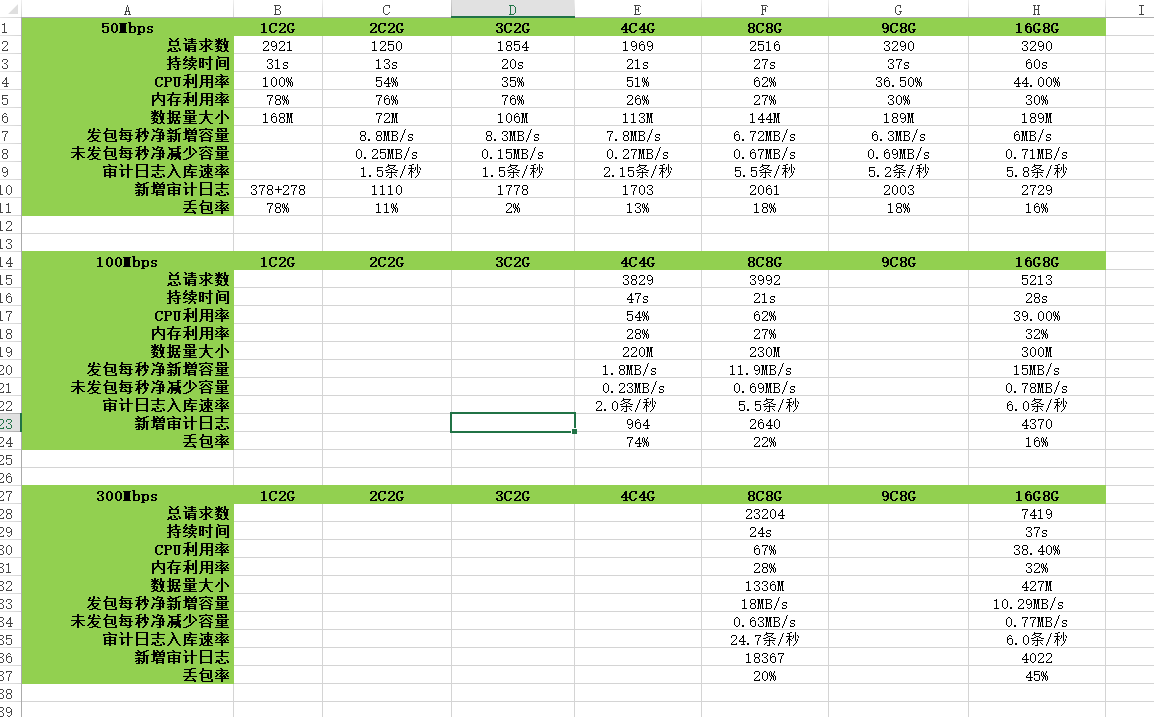 A B C D E F G H I
1 50Mbps 1C2G 2C2G 3C2G 4C4G 8C8G 9C8G 16G8G
2 总请求数 2921 1250 1854 1969 2516 3290 3290
3 持续时间 31s 13s 20s 21s 27s 37s 60s
4 CPU利用率 100% 54% 35% 51% 62% 36.50% 44.00%
5 内存利用率 78% 76% 76% 26% 27% 30% 30%
6 数据量大小 168M 72M 106M 113M 144M 189M 189M
7 发包每秒净新增容量 8.8MB/s 8.3MB/s 7.8MB/s 6.72MB/s 6.3MB/s 6MB/s
8 未发包每秒净减少容量 0.25MB/s 0.15MB/s 0.27MB/s 0.67MB/s 0.69MB/s 0.71MB/s
9 审计日志入库速率 1.5条/秒 1.5条/秒 2.15条/秒 5.5条/秒 5.2条/秒 5.8条/秒
10 新增审计日志 378+278 1110 1778 1703 2061 2003 2729
11 丢包率 78% 11% 2% 13% 18% 18% 16%
12
13
14 100Mbps 1C2G 2C2G 3C2G 4C4G 8C8G 9C8G 16G8G
15 总请求数 3829 3992 5213
16 持续时间 47s 21s 28s
17 CPU利用率 54% 62% 39.00%
18 内存利用率 28% 27% 32%
19 数据量大小 220M 230M 300M
20 发包每秒净新增容量 1.8MB/s 11.9MB/s 15MB/s
21 未发包每秒净减少容量 0.23MB/s 0.69MB/s 0.78MB/s
22 审计日志入库速率 2.0条/秒 5.5条/秒 6.0条/秒
23 新增审计日志 964 2640 4370
24 丢包率 74% 22% 16%
25
26
27 300Mbps 1C2G 2C2G 3C2G 4C4G 8C8G 9C8G 16G8G
28 总请求数 23204 7419
29 持续时间 24s 37s
30 CPU利用率 67% 38.40%
31 内存利用率 28% 32%
32 数据量大小 1336M 427M
33 发包每秒净新增容量 18MB/s 10.29MB/s
34 未发包每秒净减少容量 0.63MB/s 0.77MB/s
35 审计日志入库速率 24.7条/秒 6.0条/秒
36 新增审计日志 18367 4022
37 丢包率 20% 45%
38
39